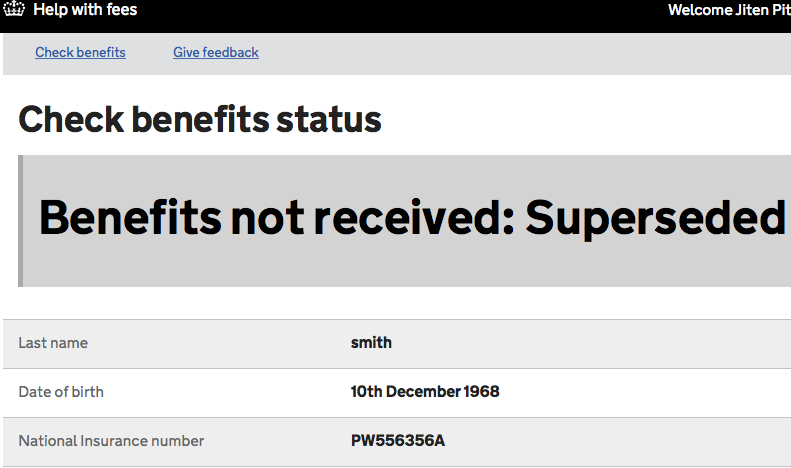 Help with fees Welcome Jiten Pit
Check benefits Give feedback
Check benefits status
Benefits not received: Superseded
Last name smith
Date of birth 10th December 1968
National Insurance number PW556356A